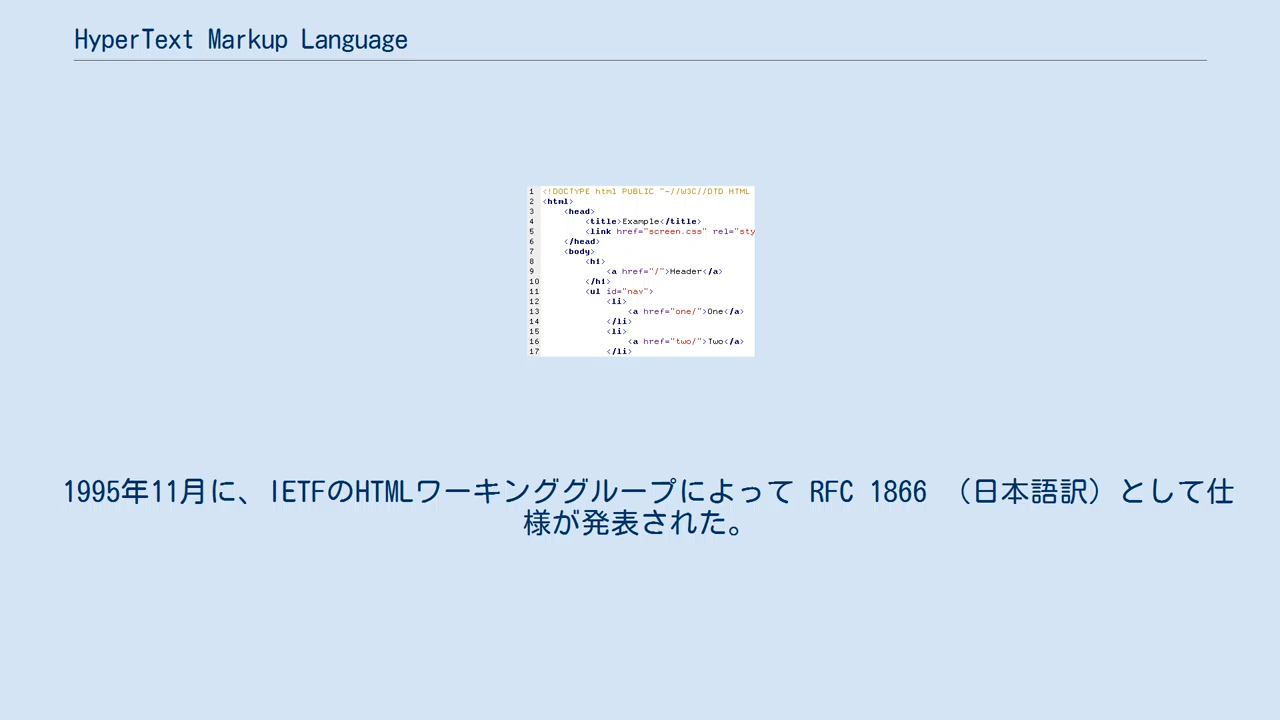 HyperText Markup Language
1 <!DOCTYPE html PUBLIC "-//W3C//DTD HTML
2 <html>
3 <head>
4 <title>Example</title>
5 <link href="screen.css" rel="sty
6 </head>
7 <body>
8 <h1>
9 <a href="/">Header</a>
10 </h1>
11 <ul id="nav">
12 <li>
13 <a href="one/">One</a>
14 </li>
15 <li>
16 <a href="two/">Two</a>
17 </li>
1995年11月に、IETFのHTMLワーキンググループによって RFC 1866 （日本語訳）として仕
様が発表された。